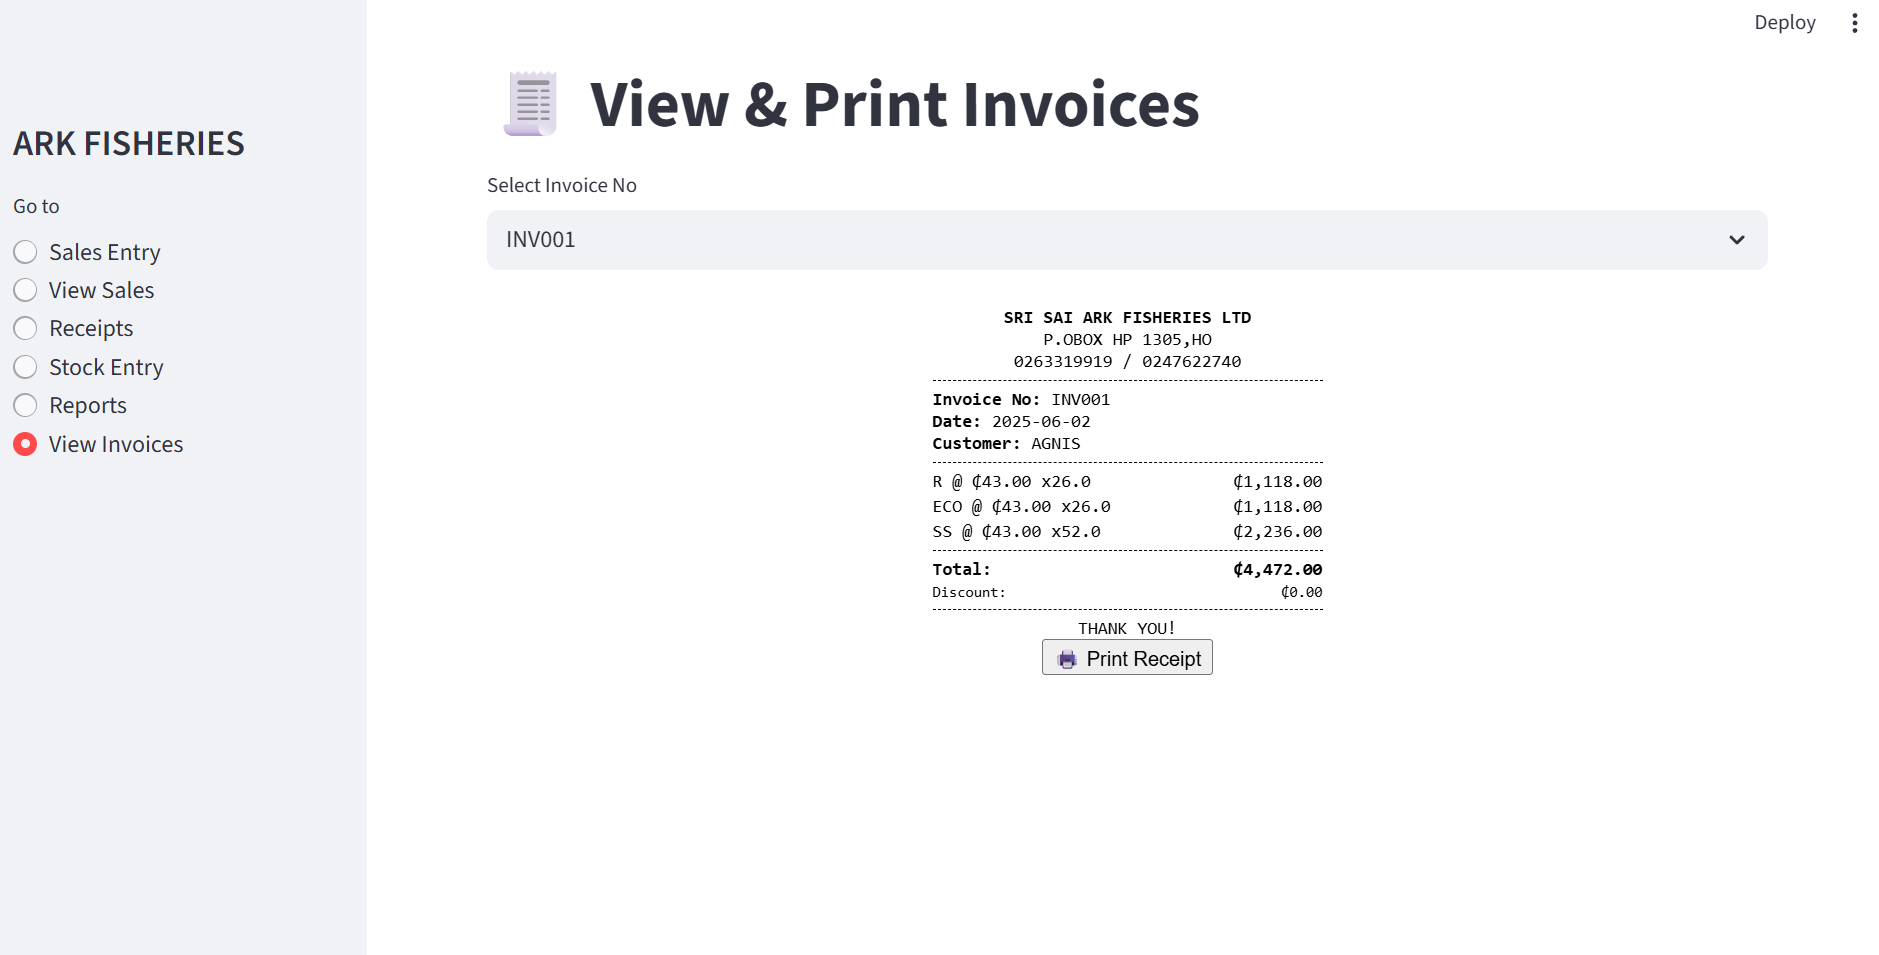 Deploy
ARK FISHERIES
Go to
Sales Entry
View Sales
Receipts
Stock Entry
Reports
View Invoices
View & Print Invoices
Select Invoice No
INV001
SRI SAI ARK FISHERIES LTD
P.OBOX HP 1305,HO
0263319919 / 0247622740
Invoice No: INV001
Date: 2025-06-02
Customer: AGNIS
R @ ₵43.00 x26.0 ₵1,118.00
ECO @ ₵43.00 x26.0 ₵1,118.00
SS @ ₵43.00 x52.0 ₵2,236.00
Total: ₵4,472.00
Discount: ₵0.00
THANK YOU!
Print Receipt